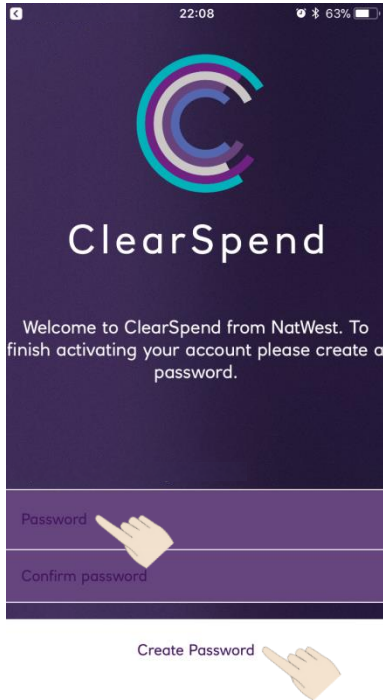 22:08
63%
ClearSpend
Welcome to ClearSpend from NatWest. To
finish activating your account please create a
password.
Password
Confirm password
Create Password